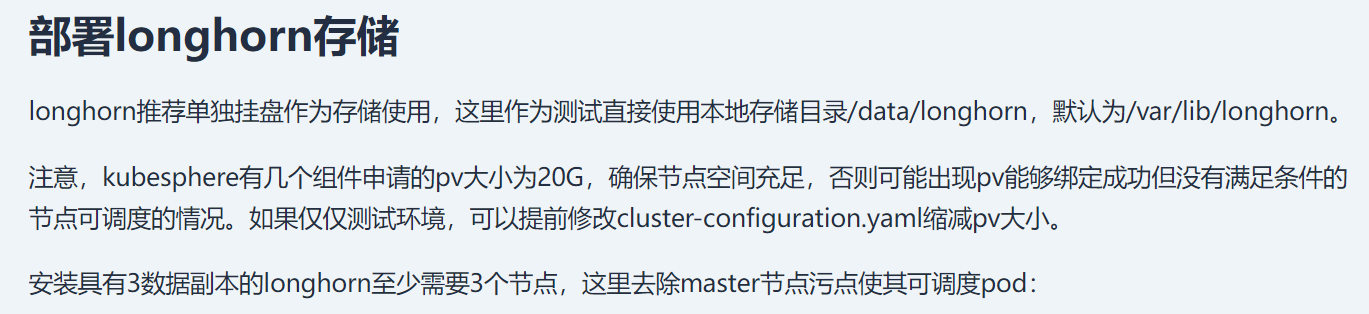 部署longhorn存储
longhorn推荐单独挂盘作为存储使用，这里作为测试直接使用本地存储目录/data/longhorn，默认为/var/lib/longhorn。
注意，kubesphere有几个组件申请的pv大小为20G，确保节点空间充足，否则可能出现pv能够绑定成功但没有满足条件的
节点可调度的情况。如果仅仅测试环境，可以提前修改cluster-configuration.yaml缩减pv大小。
安装具有3数据副本的longhorn至少需要3个节点，这里去除master节点污点使其可调度pod：